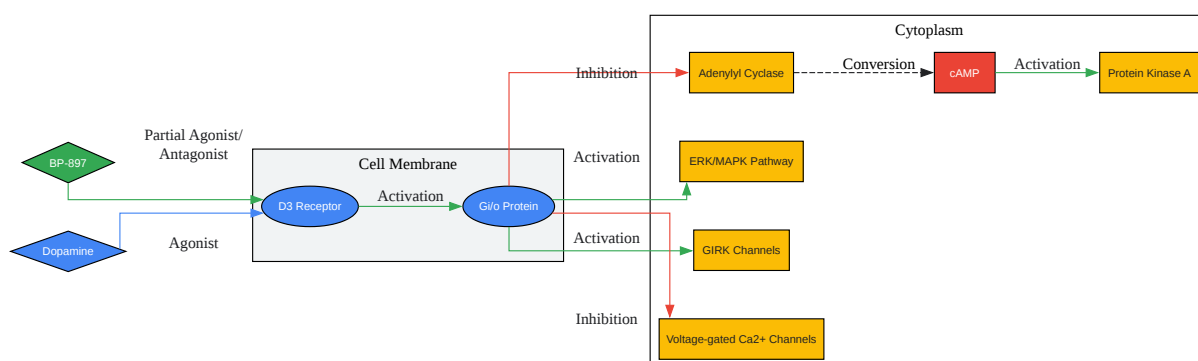 Cytoplasm
Inhibition
Adenylyl Cyclase
Conversion
cAMP
Activation
Protein Kinase A
Partial Agonist/
Antagonist
BP-897
Cell Membrane
Activation
ERK/MAPK Pathway
D3 Receptor
Activation
Gi/o Protein
Dopamine
Agonist
Activation
GIRK Channels
Inhibition
Voltage-gated Ca2+ Channels